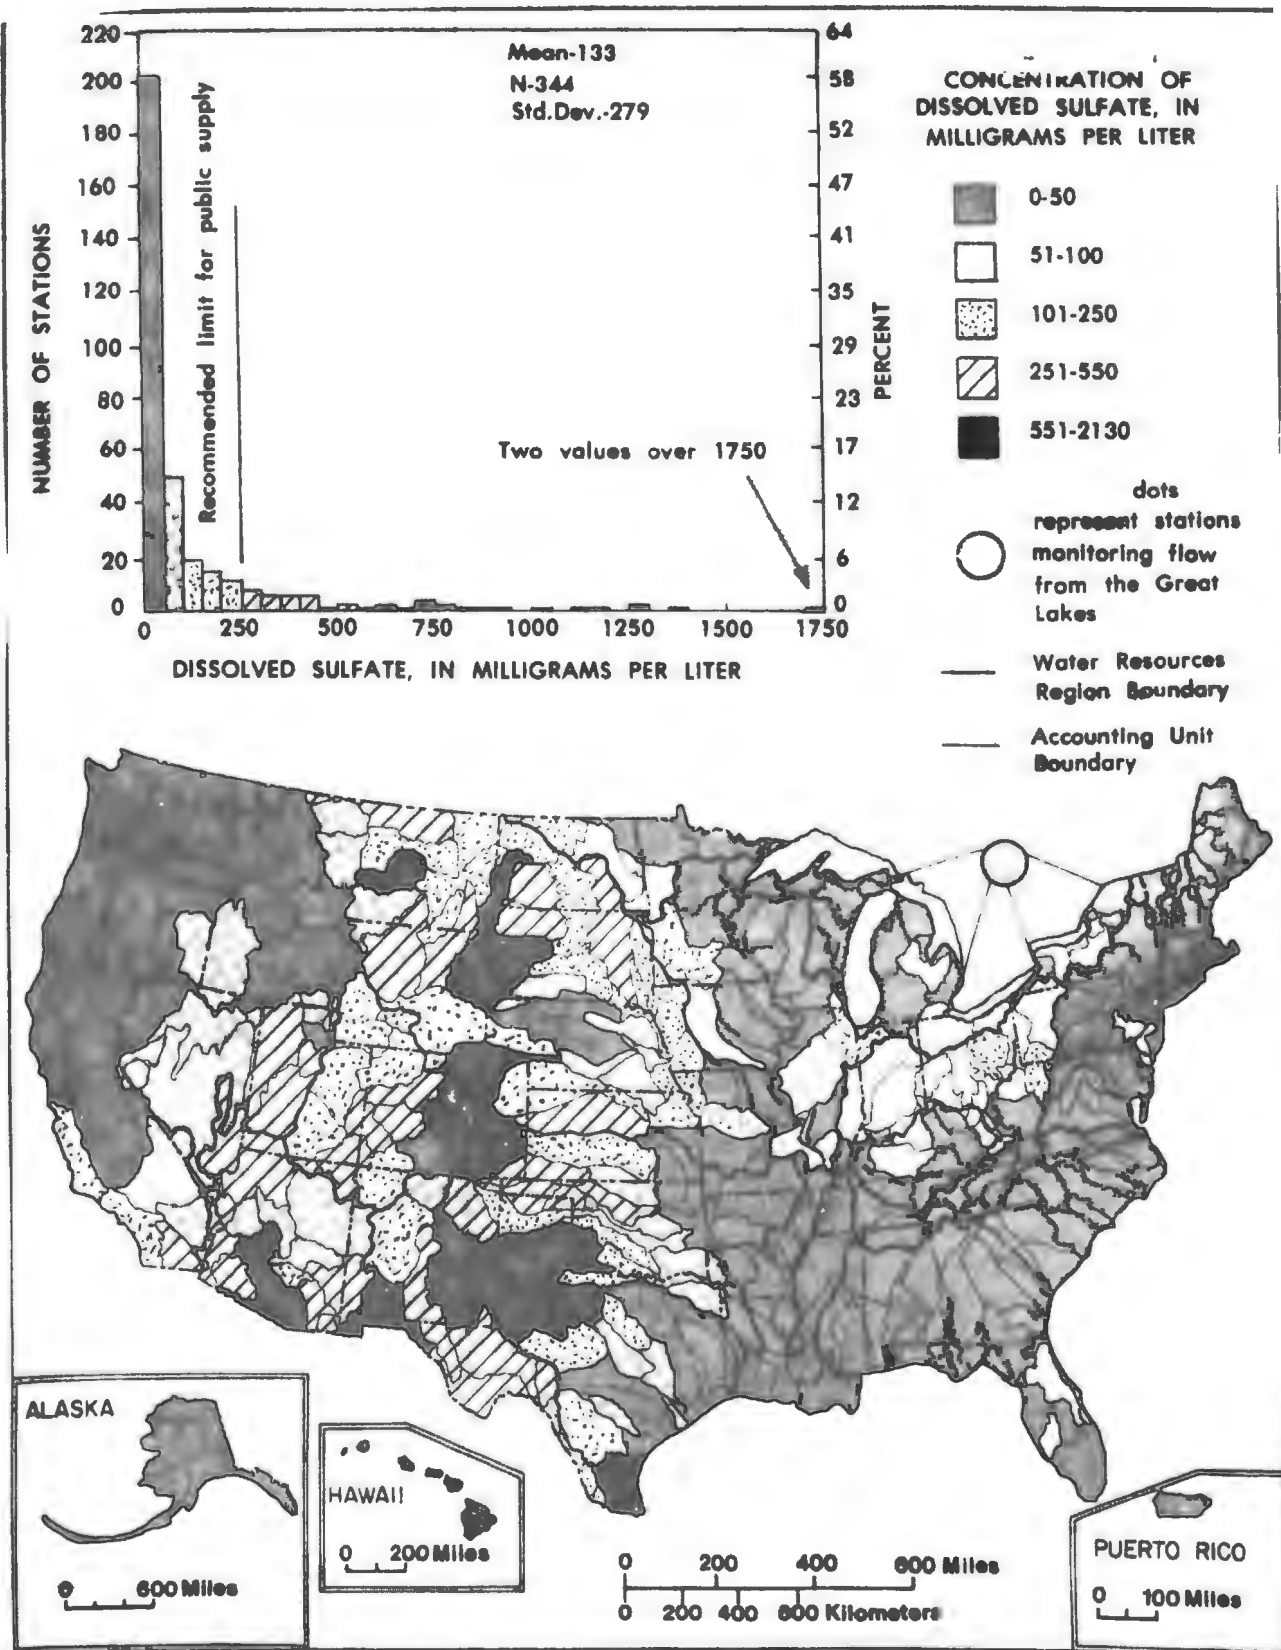 220
200
180
160
140
120
100
80
60
40
20
0
NUMBER OF STATIONS
Recommended limit for public supply
Mean-133
N-344
Std.Dev.-279
Two values over 1750
64
58
52
47
41
35
29
23
17
12
6
0
PERCENT
0 250 500 750 1000 1250 1500 1750
DISSOLVED SULFATE, IN MILLIGRAMS PER LITER
CONCENTRATION OF
DISSOLVED SULFATE, IN
MILLIGRAMS PER LITER
0-50
51-100
101-250
251-550
551-2130
dots
represent stations
monitoring flow
from the Great
Lakes
Water Resources
Region Boundary
Accounting Unit
Boundary
ALASKA
0 600 Miles
HAWAII
0 200 Miles
0 200 400 600 Miles
0 200 400 600 Kilometers
PUERTO RICO
0 100 Miles